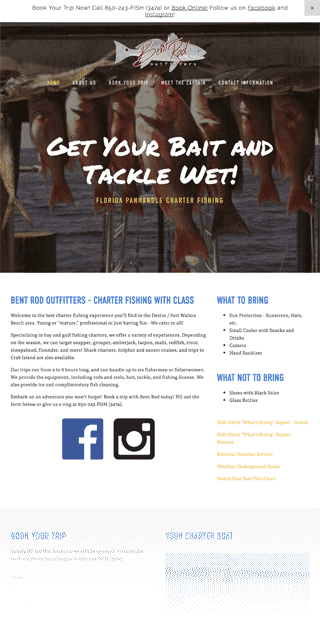 Book Your Trip Now! Call 850-243-FISH (3474) or Book Online! Follow us on Facebook and
Instagram!
×
Bent Rod
OUTFITTERS
HOME
ABOUT US
BOOK YOUR TRIP
MEET THE CAPTAIN
CONTACT INFORMATION
Get Your Bait and
Tackle Wet!
FLORIDA PANHANDLE CHARTER FISHING
BENT ROD OUTFITTERS - CHARTER FISHING WITH CLASS
Welcome to the best charter fishing experience you'll find in the Destin / Fort Walton
Beach area. Young or "mature," professional or just having fun - We cater to all!
Specializing in bay and gulf fishing charters, we offer a variety of experiences. Depending
on the season, we can target snapper, grouper, amberjack, tarpon, mahi, redfish, trout,
sheepshead, flounder, and more! Shark charters, dolphin and sunset cruises, and trips to
Crab Island are also available.
Our trips run from 4 to 8 hours long, and can handle up to six fishermen or fisherwomen.
We provide the equipment, including rods and reels, bait, tackle, and fishing license. We
also provide ice and complimentary fish cleaning.
Embark on an adventure you won't forget! Book a trip with Bent Rod today! Fill out the
form below or give us a ring at 850-243-FISH (3474).
WHAT TO BRING
Sun Protection - Sunscreen, Hats,
etc.
Small Cooler with Snacks and
Drinks
Camera
Hand Sanitizer
WHAT NOT TO BRING
Shoes with Black Soles
Glass Bottles
Half Hitch "What's Biting" Report - Destin
Half Hitch "What's Biting" Report -
Navarre
National Weather Service
Weather Underground Radar
Destin East Pass Tide Chart
BOOK YOUR TRIP
YOUR CHARTER BOAT